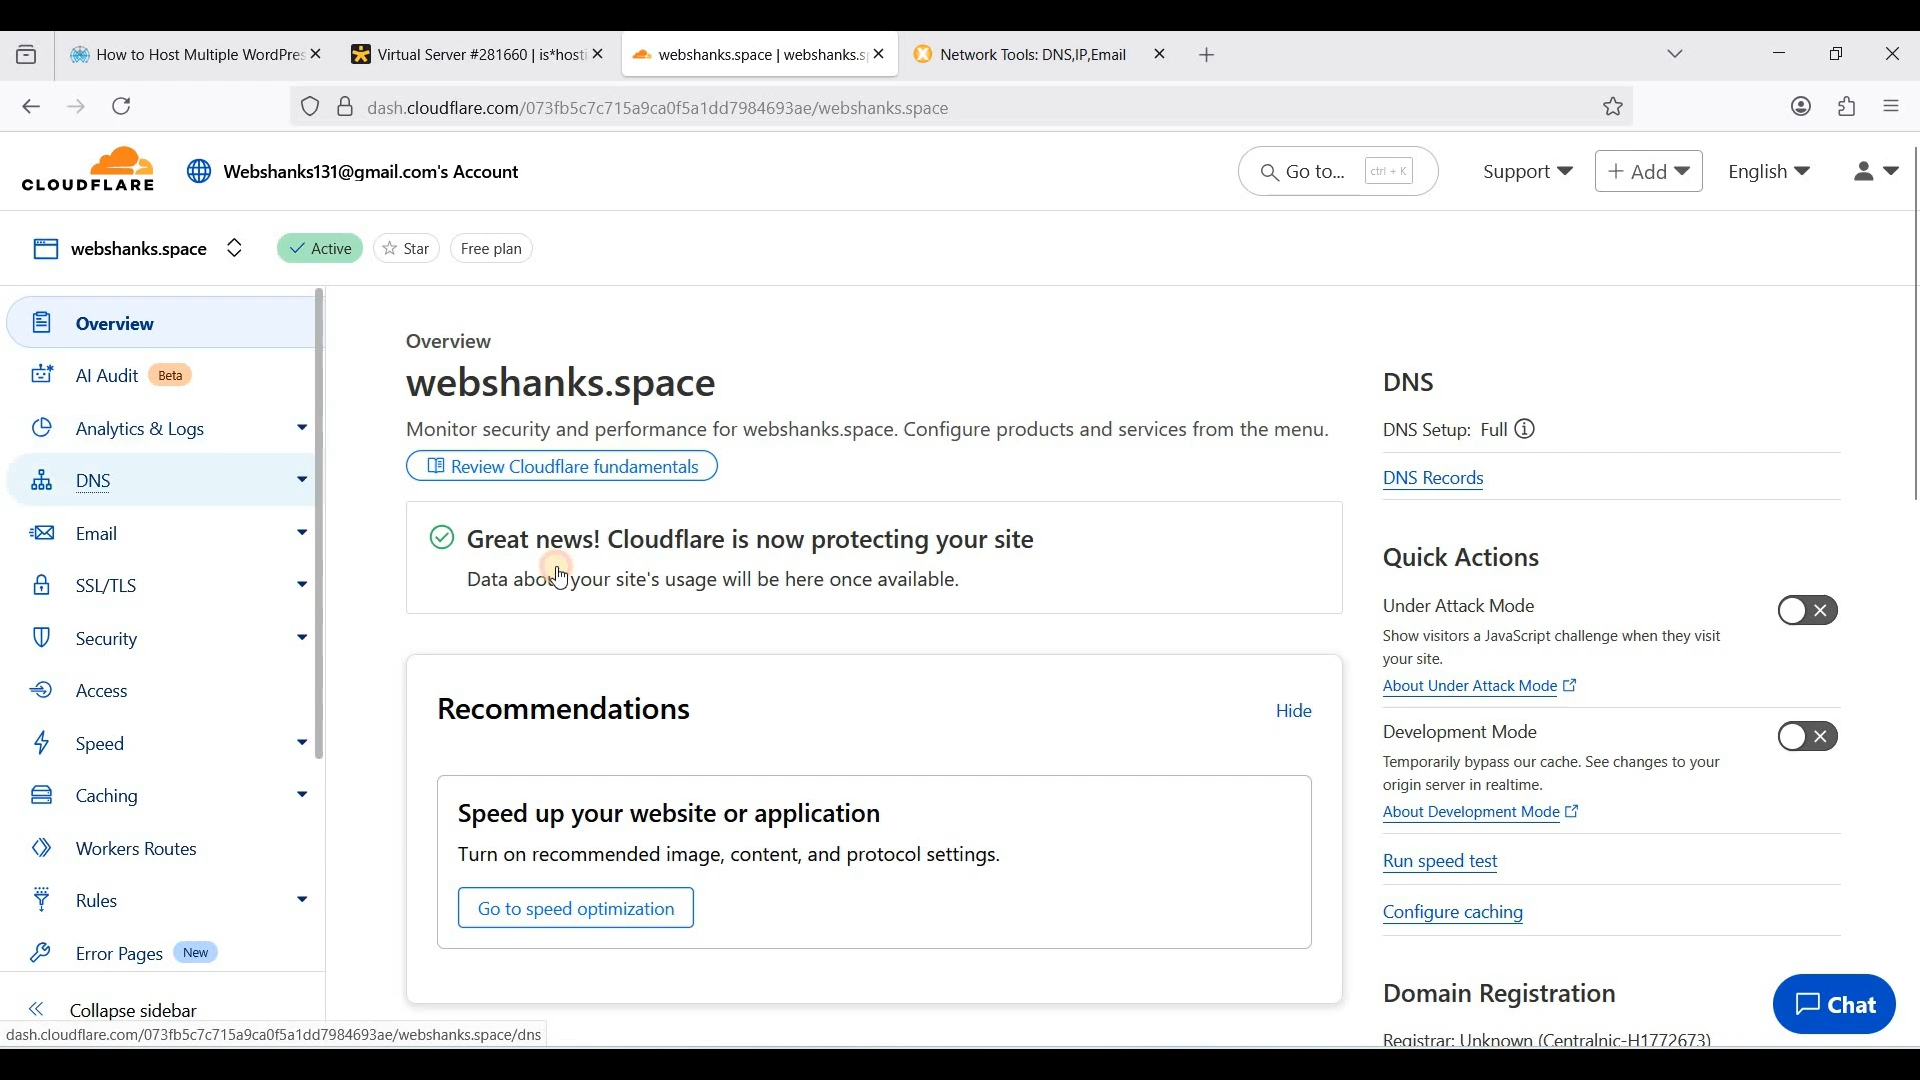 How to Host Multiple WordPres
Virtual Server #281660 | is*hosti
webshanks.space | webshanks.s
Network Tools: DNS,IP,Email
dash.cloudflare.com/073fb5c7c715a9ca0f5a1dd7984693ae/webshanks.space
CLOUDFLARE
Webshanks131@gmail.com's Account
Go to...
ctrl + K
Support
+ Add
English
webshanks.space
Active
Star
Free plan
Overview
AI Audit Beta
Analytics & Logs
DNS
Email
SSL/TLS
Security
Access
Speed
Caching
Workers Routes
Rules
Error Pages New
Collapse sidebar
dash.cloudflare.com/073fb5c7c715a9ca0f5a1dd7984693ae/webshanks.space/dns
Overview
webshanks.space
Monitor security and performance for webshanks.space. Configure products and services from the menu.
Review Cloudflare fundamentals
Great news! Cloudflare is now protecting your site
Data about your site's usage will be here once available.
Recommendations
Hide
Speed up your website or application
Turn on recommended image, content, and protocol settings.
Go to speed optimization
DNS
DNS Setup: Full
DNS Records
Quick Actions
Under Attack Mode
Show visitors a JavaScript challenge when they visit
your site.
About Under Attack Mode
Development Mode
Temporarily bypass our cache. See changes to your
origin server in realtime.
About Development Mode
Run speed test
Configure caching
Domain Registration
Registrar: Unknown (Centralnic-H1772673)
Chat